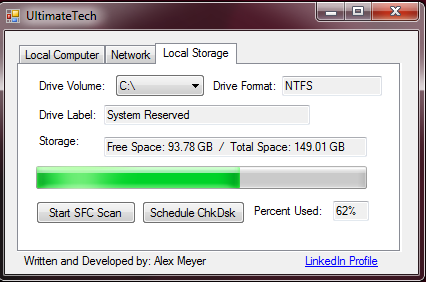 UltimateTech
Local Computer Network Local Storage
Drive Volume: C:\ Drive Format: NTFS
Drive Label: System Reserved
Storage: Free Space: 93.78 GB / Total Space: 149.01 GB
Start SFC Scan Schedule ChkDsk Percent Used: 62%
Written and Developed by: Alex Meyer LinkedIn Profile